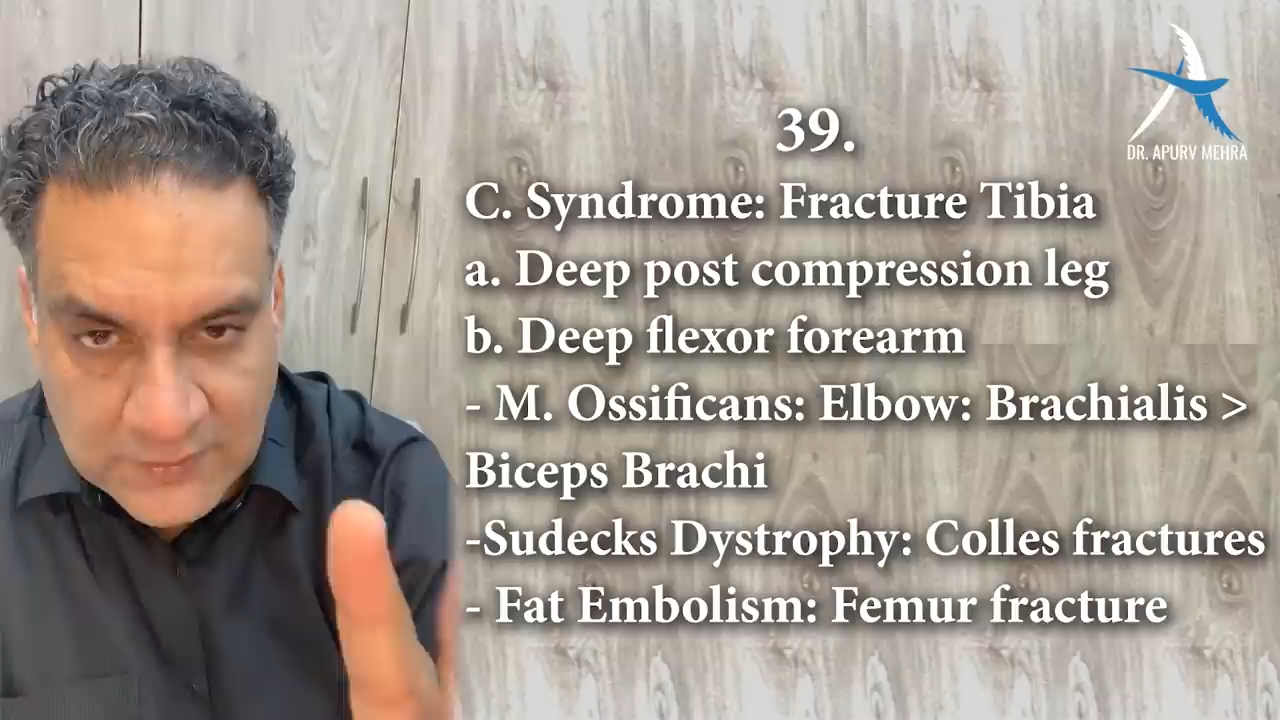 39.
DR. APURV MEHRA
C. Syndrome: Fracture Tibia
a. Deep post compression leg
b. Deep flexor forearm
- M. Ossificans: Elbow: Brachialis >
Biceps Brachi
-Sudecks Dystrophy: Colles fractures
- Fat Embolism: Femur fracture